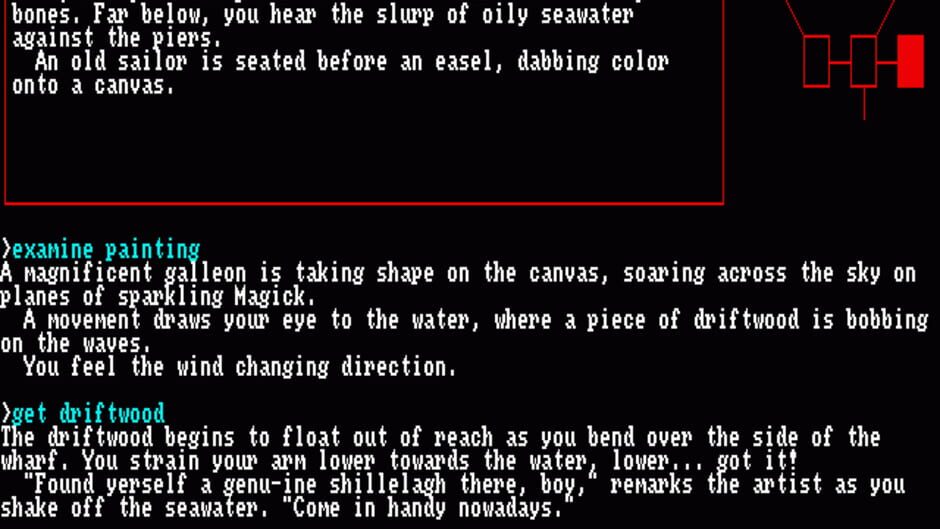 bones. Far below, you hear the slurp of oily seawater
against the piers.
An old sailor is seated before an easel, dabbing color
onto a canvas.
>examine painting
A magnificent galleon is taking shape on the canvas, soaring across the sky on
planes of sparkling Magick.
A movement draws your eye to the water, where a piece of driftwood is bobbing
on the waves.
You feel the wind changing direction.
>get driftwood
The driftwood begins to float out of reach as you bend over the side of the
wharf. You strain your arm lower towards the water, lower... got it!
"Found yerself a genu-ine shillelagh there, boy," remarks the artist as you
shake off the seawater. "Come in handy nowadays."